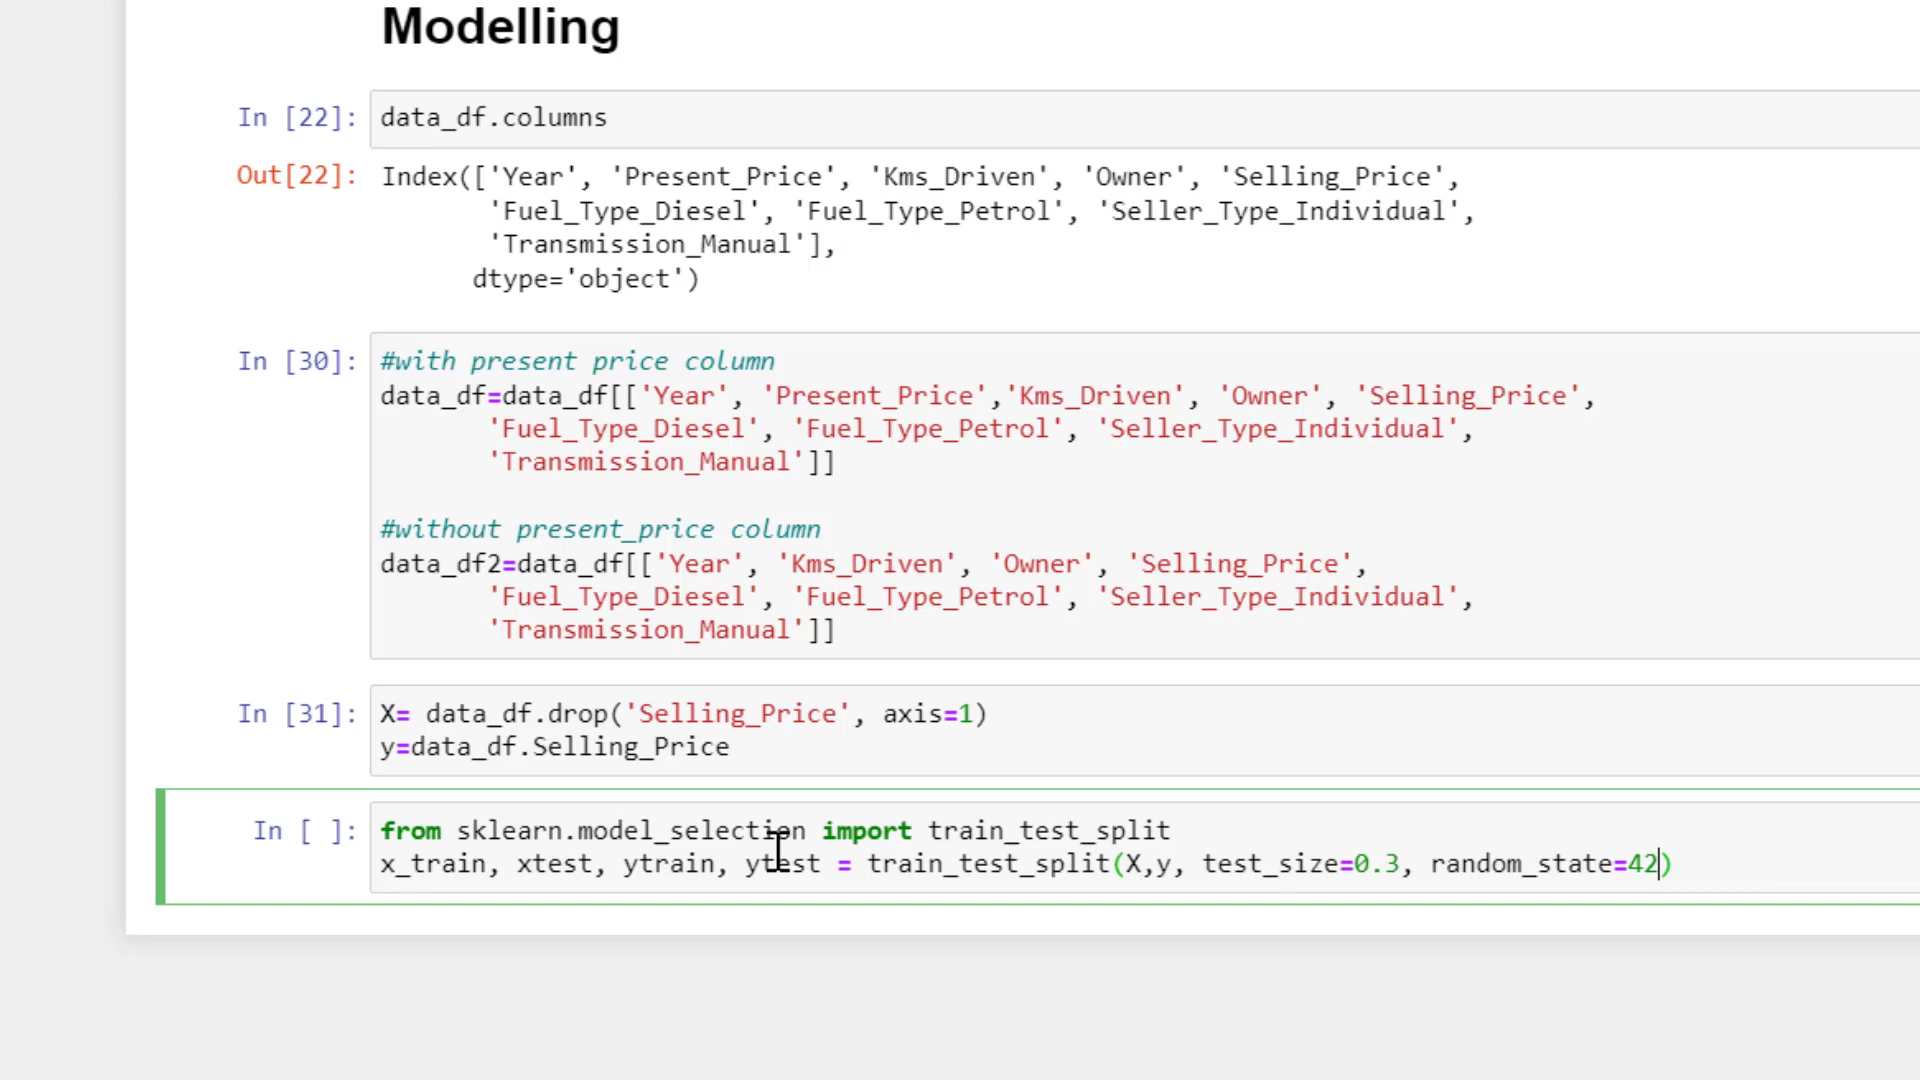 Modelling
In [22]: data_df.columns
Out[22]: Index(['Year', 'Present_Price', 'Kms_Driven', 'Owner', 'Selling_Price',
'Fuel_Type_Diesel', 'Fuel_Type_Petrol', 'Seller_Type_Individual',
'Transmission_Manual'],
dtype='object')
In [30]: #with present price column
data_df=data_df[['Year', 'Present_Price','Kms_Driven', 'Owner', 'Selling_Price',
'Fuel_Type_Diesel', 'Fuel_Type_Petrol', 'Seller_Type_Individual',
'Transmission_Manual']]
#without present_price column
data_df2=data_df[['Year', 'Kms_Driven', 'Owner', 'Selling_Price',
'Fuel_Type_Diesel', 'Fuel_Type_Petrol', 'Seller_Type_Individual',
'Transmission_Manual']]
In [31]: X= data_df.drop('Selling_Price', axis=1)
y=data_df.Selling_Price
In [ ]: from sklearn.model_selection import train_test_split
x_train, xtest, ytrain, ytest = train_test_split(X,y, test_size=0.3, random_state=42)